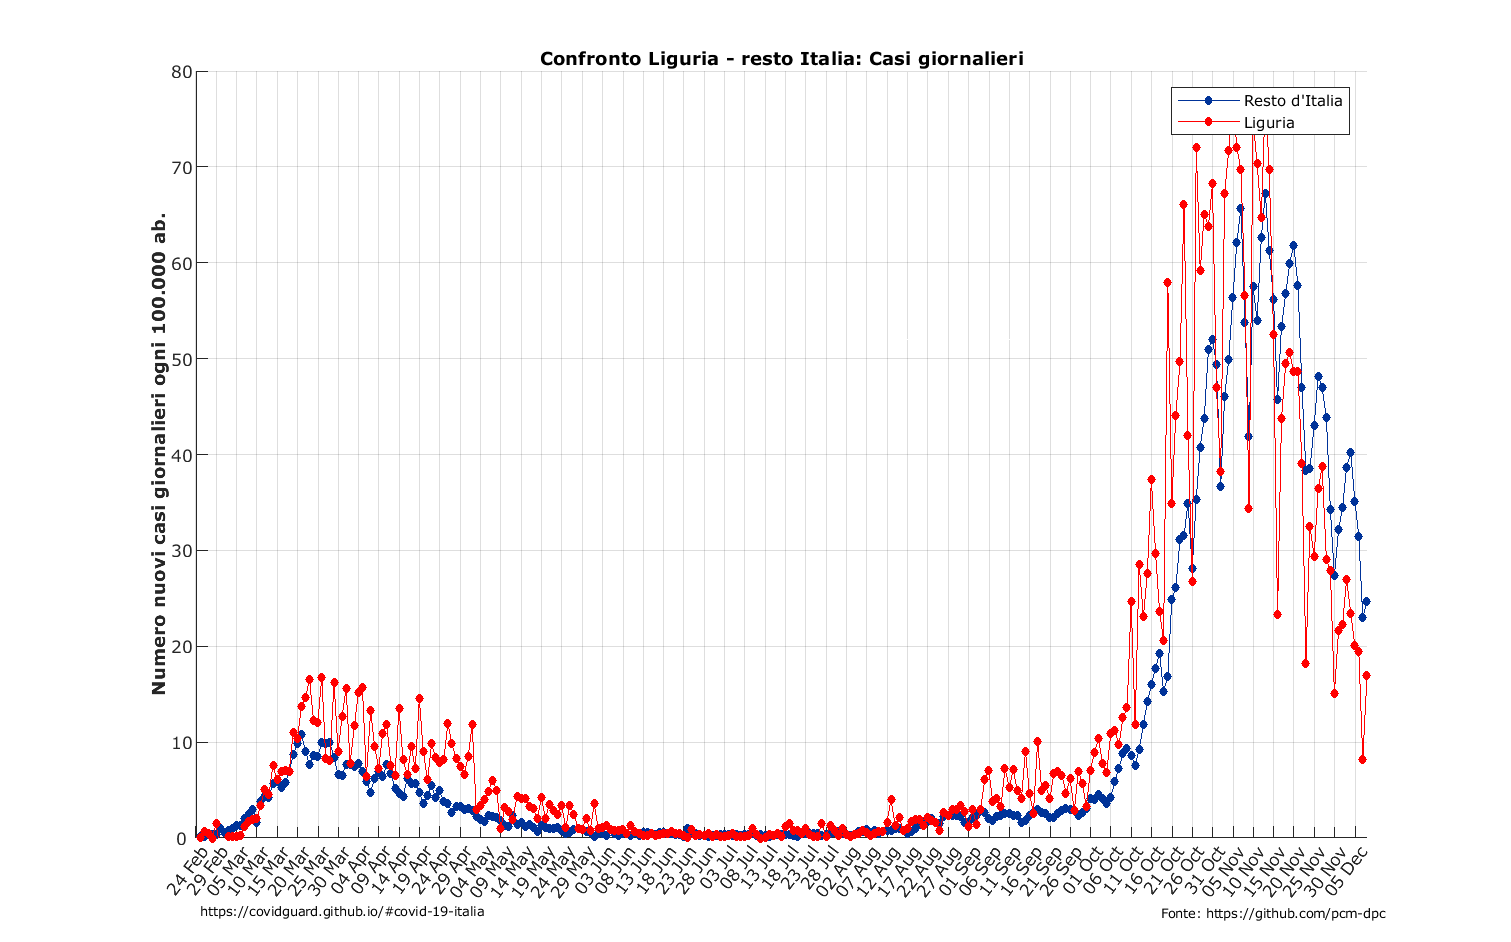 Confronto Liguria - resto Italia: Casi giornalieri
Numero nuovi casi giornalieri ogni 100.000 ab.
80
70
60
50
40
30
20
10
0
Resto d'Italia
Liguria
24 Feb
29 Feb
05 Mar
10 Mar
15 Mar
20 Mar
25 Mar
30 Mar
04 Apr
09 Apr
14 Apr
19 Apr
24 Apr
29 Apr
04 May
09 May
14 May
19 May
24 May
29 May
03 Jun
08 Jun
13 Jun
18 Jun
23 Jun
28 Jun
03 Jul
08 Jul
13 Jul
18 Jul
23 Jul
28 Jul
02 Aug
07 Aug
12 Aug
17 Aug
22 Aug
27 Aug
01 Sep
06 Sep
11 Sep
16 Sep
21 Sep
26 Sep
01 Oct
06 Oct
11 Oct
16 Oct
21 Oct
26 Oct
31 Oct
05 Nov
10 Nov
15 Nov
20 Nov
25 Nov
30 Nov
05 Dec
https://covidguard.github.io/#covid-19-italia
Fonte: https://github.com/pcm-dpc